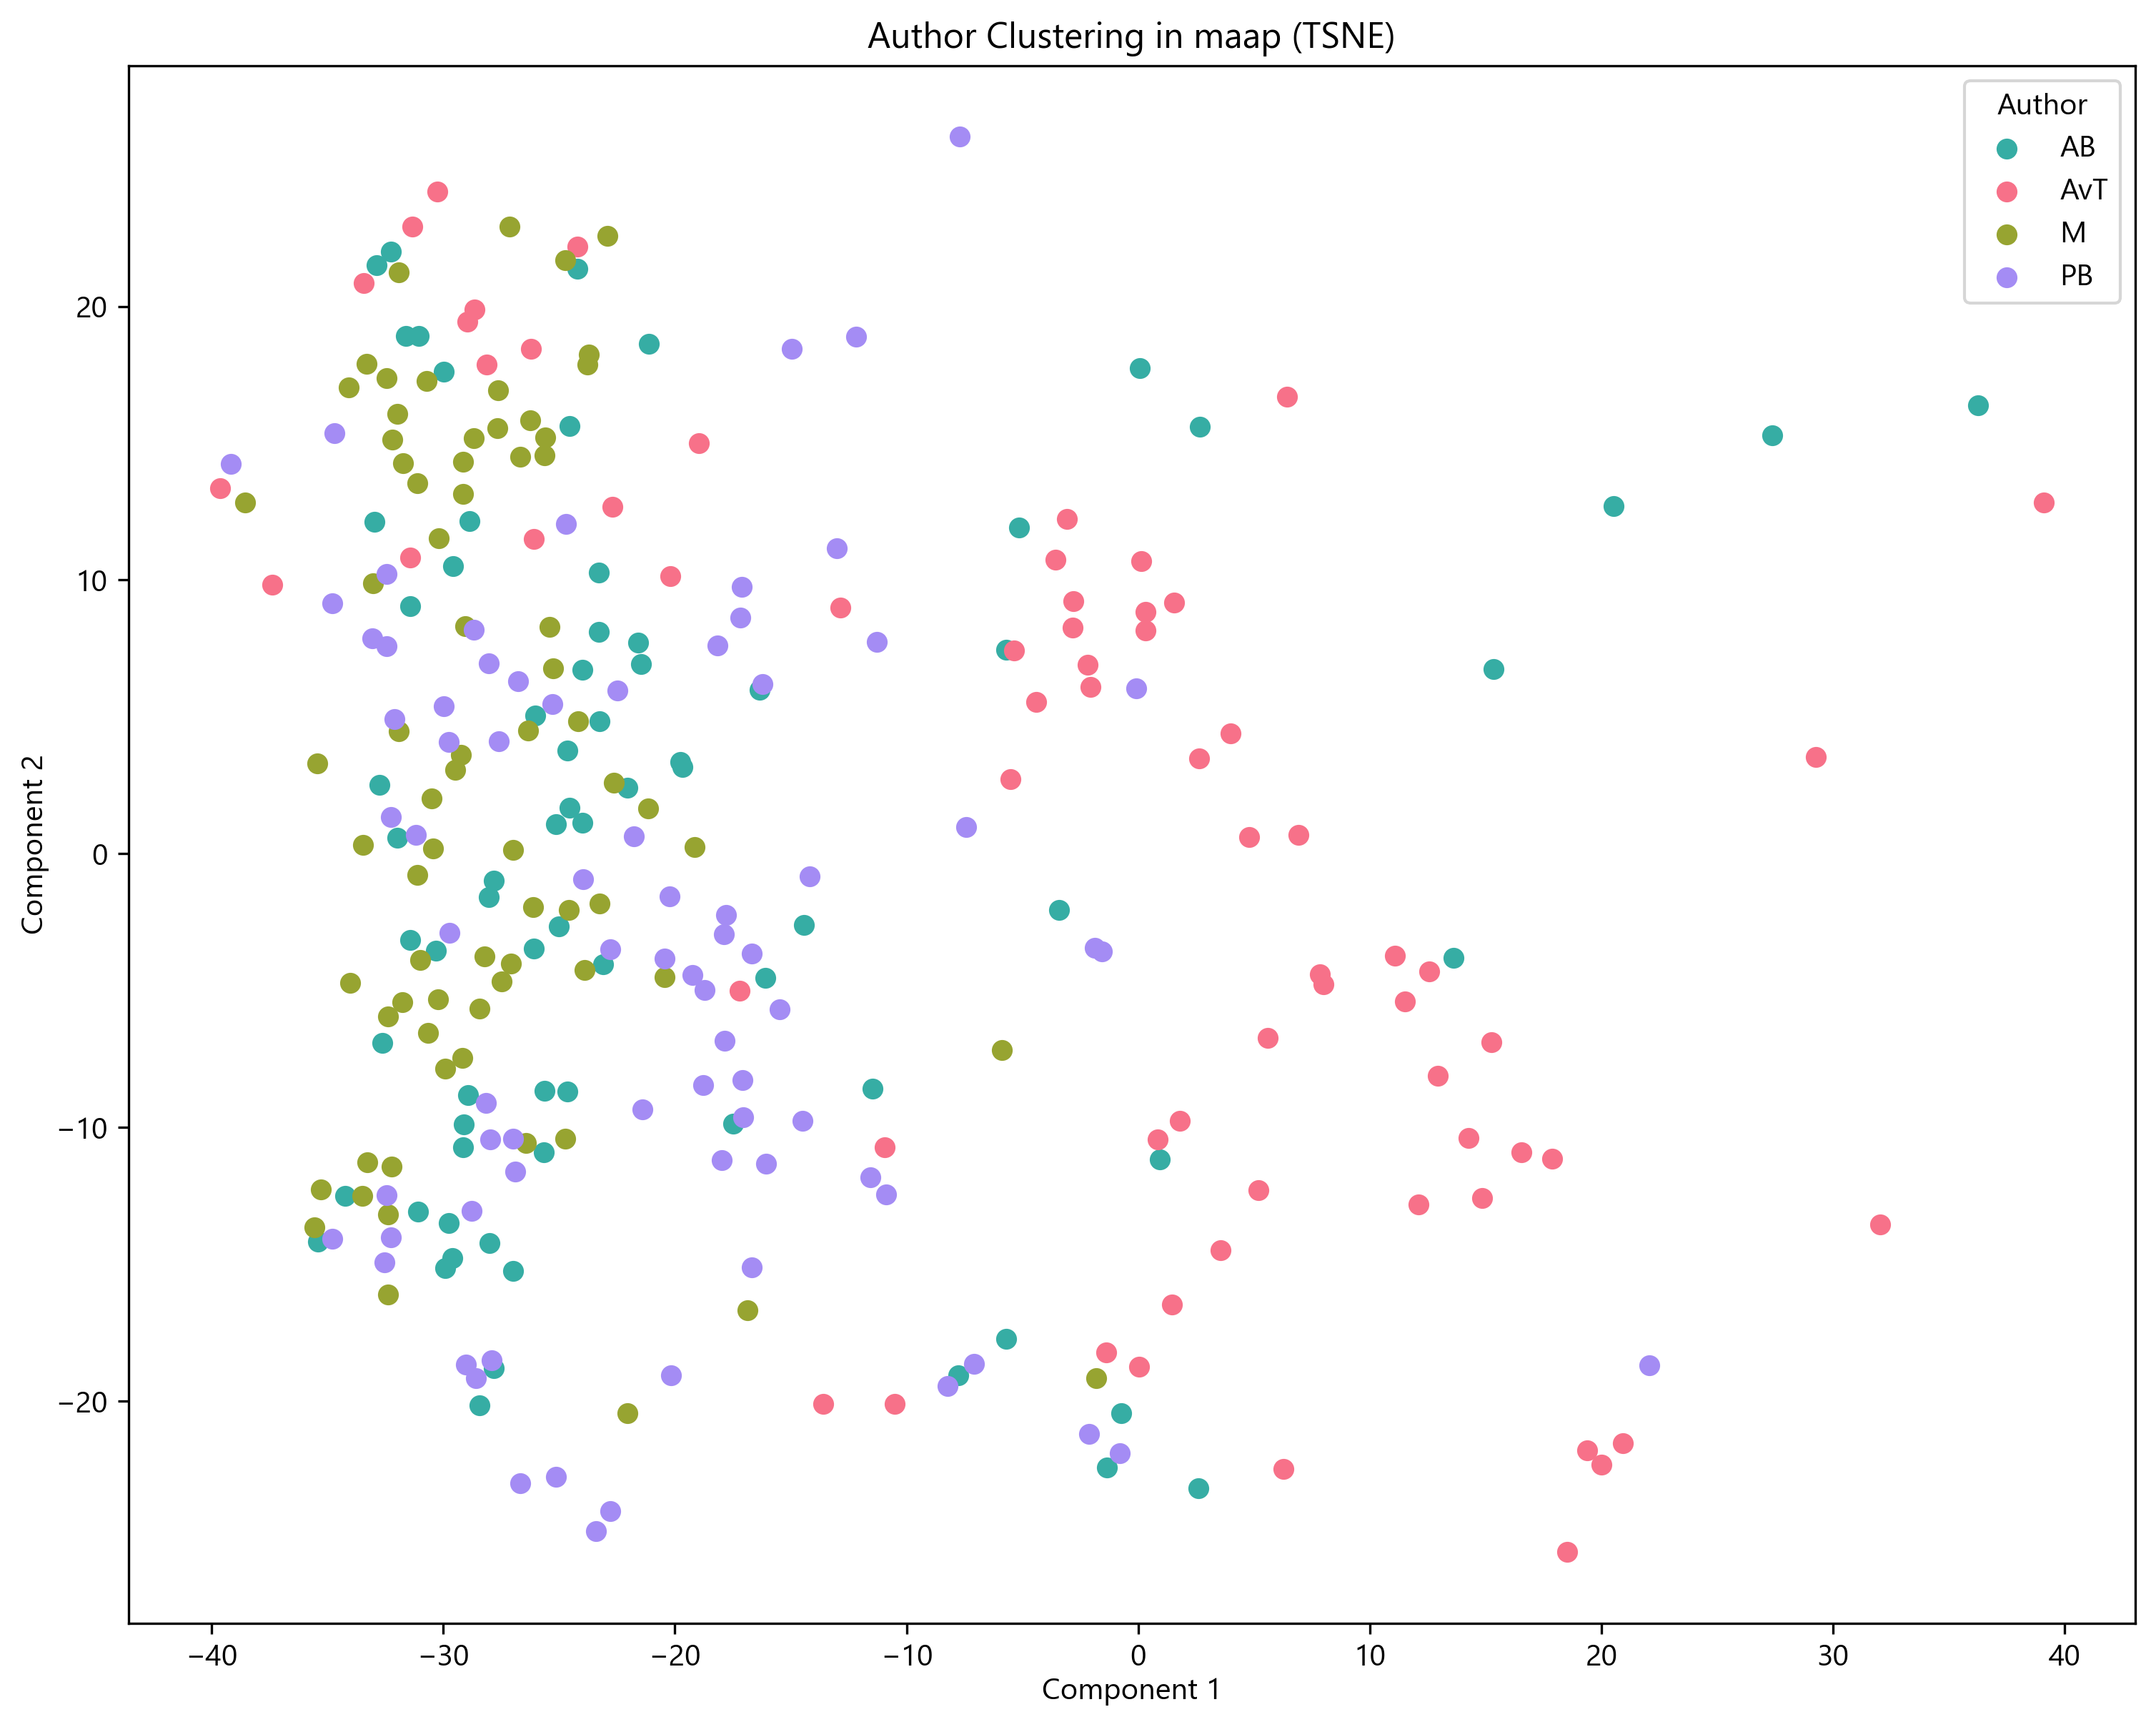 Author Clustering in maap (TSNE)
Author
AB
AvT
M
PB
Component 2
20
10
0
−10
−20
−40
−30
−20
−10
0
10
20
30
40
Component 1